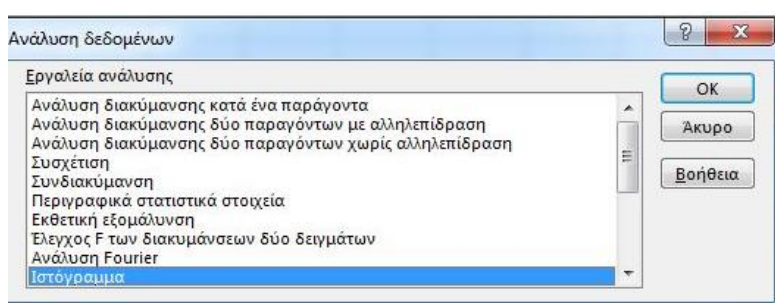 Ανάλυση δεδομένων
Εργαλεία ανάλυσης
Ανάλυση διακύμανσης κατά ένα παράγοντα
Ανάλυση διακύμανσης δύο παραγόντων με αλληλεπίδραση
Ανάλυση διακύμανσης δύο παραγόντων χωρίς αλληλεπίδραση
Συσχέτιση
Συνδιακύμανση
Περιγραφικά στατιστικά στοιχεία
Εκθετική εξομάλυνση
Έλεγχος F των διακυμάνσεων δύο δειγμάτων
Ανάλυση Fourier
Ιστόγραμμα
OK
Άκυρο
Βοήθεια